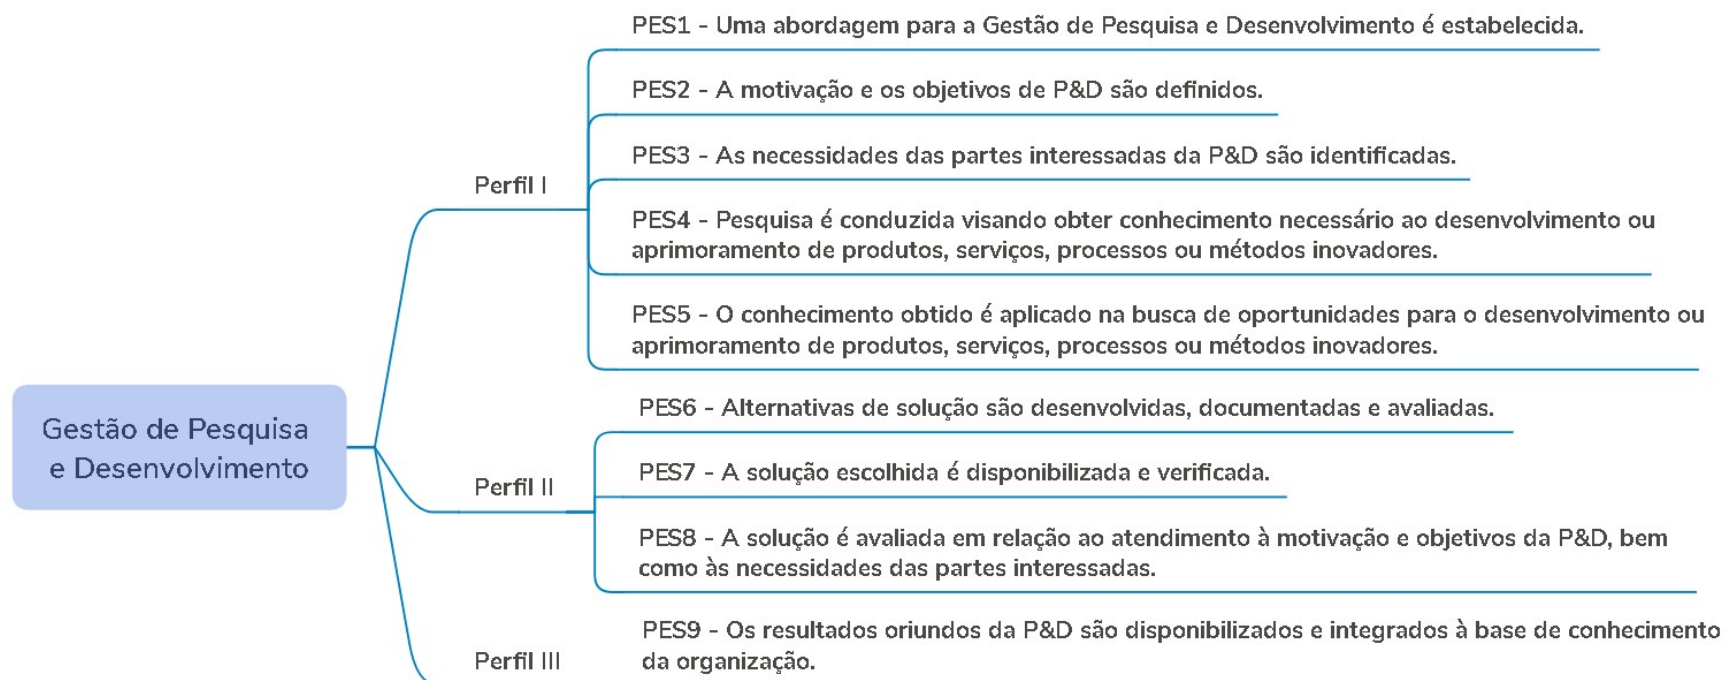 PES1 - Uma abordagem para a Gestão de Pesquisa e Desenvolvimento é estabelecida.
PES2 - A motivação e os objetivos de P&D são definidos.
PES3 - As necessidades das partes interessadas da P&D são identificadas.
Perfil I
PES4 - Pesquisa é conduzida visando obter conhecimento necessário ao desenvolvimento ou
aprimoramento de produtos, serviços, processos ou métodos inovadores.
PES5 - O conhecimento obtido é aplicado na busca de oportunidades para o desenvolvimento ou
aprimoramento de produtos, serviços, processos ou métodos inovadores.
Gestão de Pesquisa
e Desenvolvimento
PES6 - Alternativas de solução são desenvolvidas, documentadas e avaliadas.
PES7 - A solução escolhida é disponibilizada e verificada.
Perfil II
PES8 - A solução é avaliada em relação ao atendimento à motivação e objetivos da P&D, bem
como às necessidades das partes interessadas.
PES9 - Os resultados oriundos da P&D são disponibilizados e integrados à base de conhecimento
da organização.
Perfil III